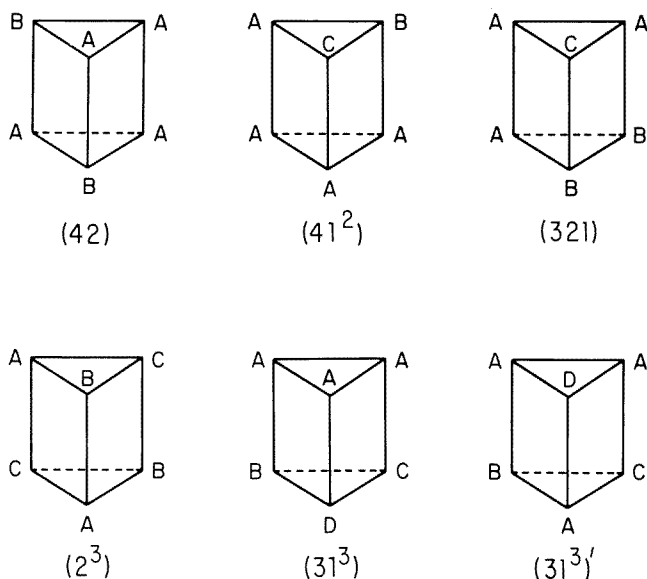 B A A A C B A C A
A A A A A B
B A B
(42) (41²) (321)
A B C A A A A D A
C B B C B C
A D A
(2³) (31³) (31³)′